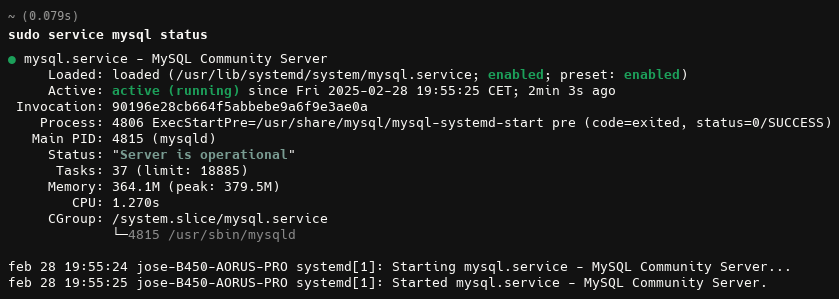 ~ (0.079s)
sudo service mysql status
● mysql.service – MySQL Community Server
Loaded: loaded (/usr/lib/systemd/system/mysql.service; enabled; preset: enabled)
Active: active (running) since Fri 2025-02-28 19:55:25 CET; 2min 3s ago
Invocation: 90196e28cb664f5abbebe9a6f9e3ae0a
Process: 4806 ExecStartPre=/usr/share/mysql/mysql-systemd-start pre (code=exited, status=0/SUCCESS)
Main PID: 4815 (mysqld)
Status: "Server is operational"
Tasks: 37 (limit: 18885)
Memory: 364.1M (peak: 379.5M)
CPU: 1.270s
CGroup: /system.slice/mysql.service
└─4815 /usr/sbin/mysqld
feb 28 19:55:24 jose-B450-AORUS-PRO systemd[1]: Starting mysql.service – MySQL Community Server...
feb 28 19:55:25 jose-B450-AORUS-PRO systemd[1]: Started mysql.service – MySQL Community Server.